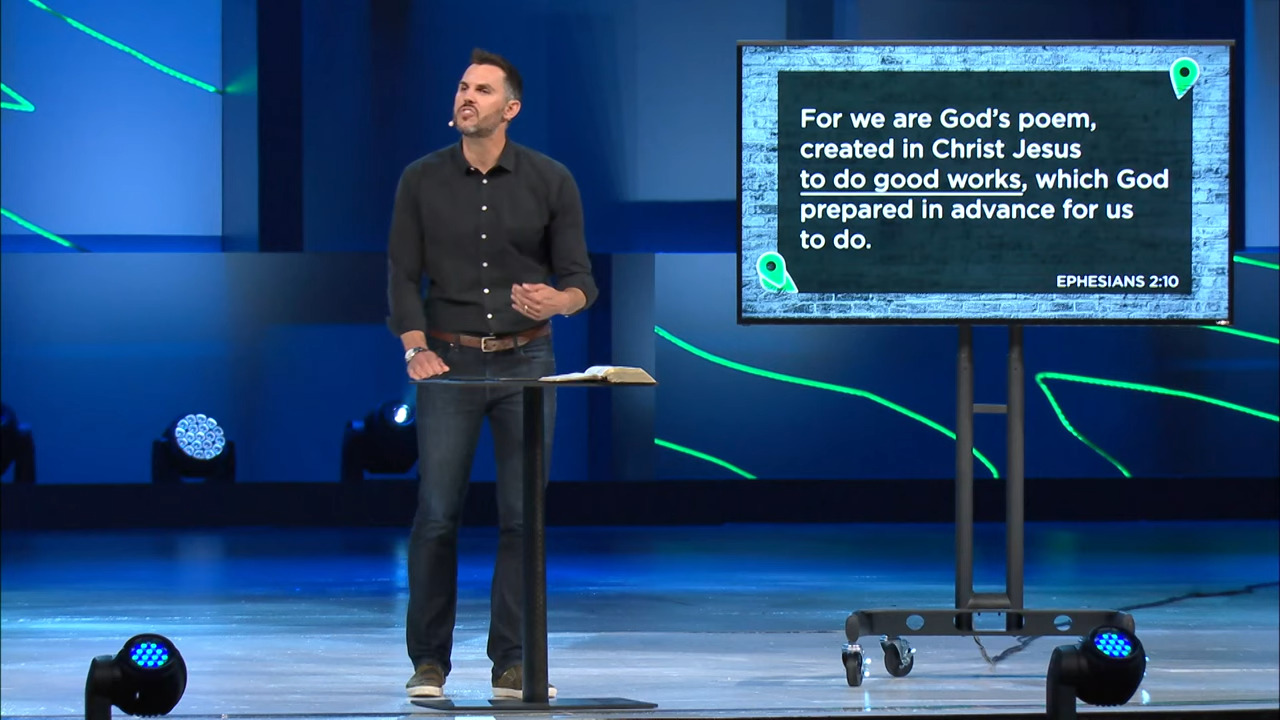 For we are God's poem,
created in Christ Jesus
to do good works, which God
prepared in advance for us
to do.
EPHESIANS 2:10